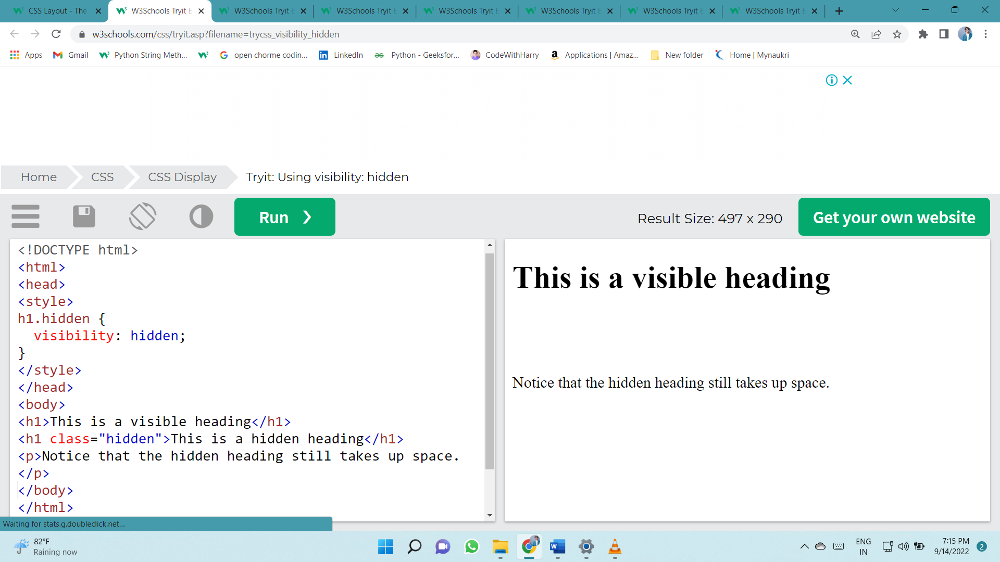 CSS Layout - The
W3Schools Tryit E
W3Schools Tryit E
W3Schools Tryit E
W3Schools Tryit E
W3Schools Tryit E
W3Schools Tryit E
W3Schools Tryit E
w3schools.com/css/tryit.asp?filename=trycss_visibility_hidden
Apps
Gmail
Python String Meth...
open chorme codin...
LinkedIn
Python - Geeksfor...
CodeWithHarry
Applications | Amaz...
New folder
Home | Mynaukri
Home
CSS
CSS Display
Tryit: Using visibility: hidden
Run ❯
Result Size: 497 x 290
Get your own website
<!DOCTYPE html>
<html>
<head>
<style>
h1.hidden {
  visibility: hidden;
}
</style>
</head>
<body>
<h1>This is a visible heading</h1>
<h1 class="hidden">This is a hidden heading</h1>
<p>Notice that the hidden heading still takes up space.
</p>
</body>
</html>
This is a visible heading
Notice that the hidden heading still takes up space.
Waiting for stats.g.doubleclick.net...
82°F
Raining now
ENG
IN
7:15 PM
9/14/2022
2